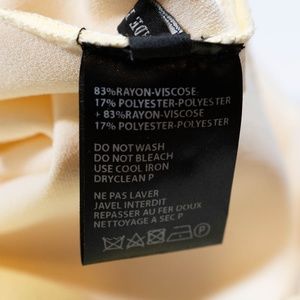 MADE
83%RAYON-VISCOSE
17% POLYESTER-POLYESTER
+ 83%RAYON-VISCOSE
17% POLYESTER-POLYESTER
DO NOT WASH
DO NOT BLEACH
USE COOL IRON
DRYCLEAN P
NE PAS LAVER
JAVEL INTERDIT
REPASSER AU FER DOUX
NETTOYAGE A SEC P
P